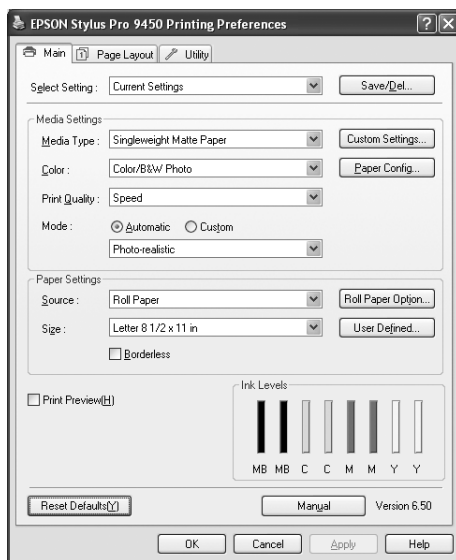 EPSON Stylus Pro 9450 Printing Preferences
Main 1 Page Layout Utility
Select Setting : Current Settings Save/Del...
Media Settings
Media Type : Singleweight Matte Paper Custom Settings...
Color : Color/B&W Photo Paper Config...
Print Quality : Speed
Mode : Automatic Custom
Photo-realistic
Paper Settings
Source : Roll Paper Roll Paper Option...
Size : Letter 8 1/2 x 11 in User Defined...
Borderless
Print Preview(H)
Ink Levels
MB MB C C M M Y Y
Reset Defaults(Y) Manual Version 6.50
OK Cancel Apply Help